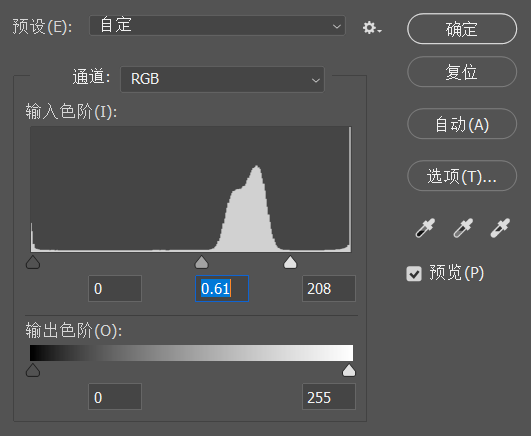 预设(E): 自定 确定
复位
通道: RGB
输入色阶(I):
自动(A)
选项(T)...
预览(P)
0 0.61 208
输出色阶(O):
0 255